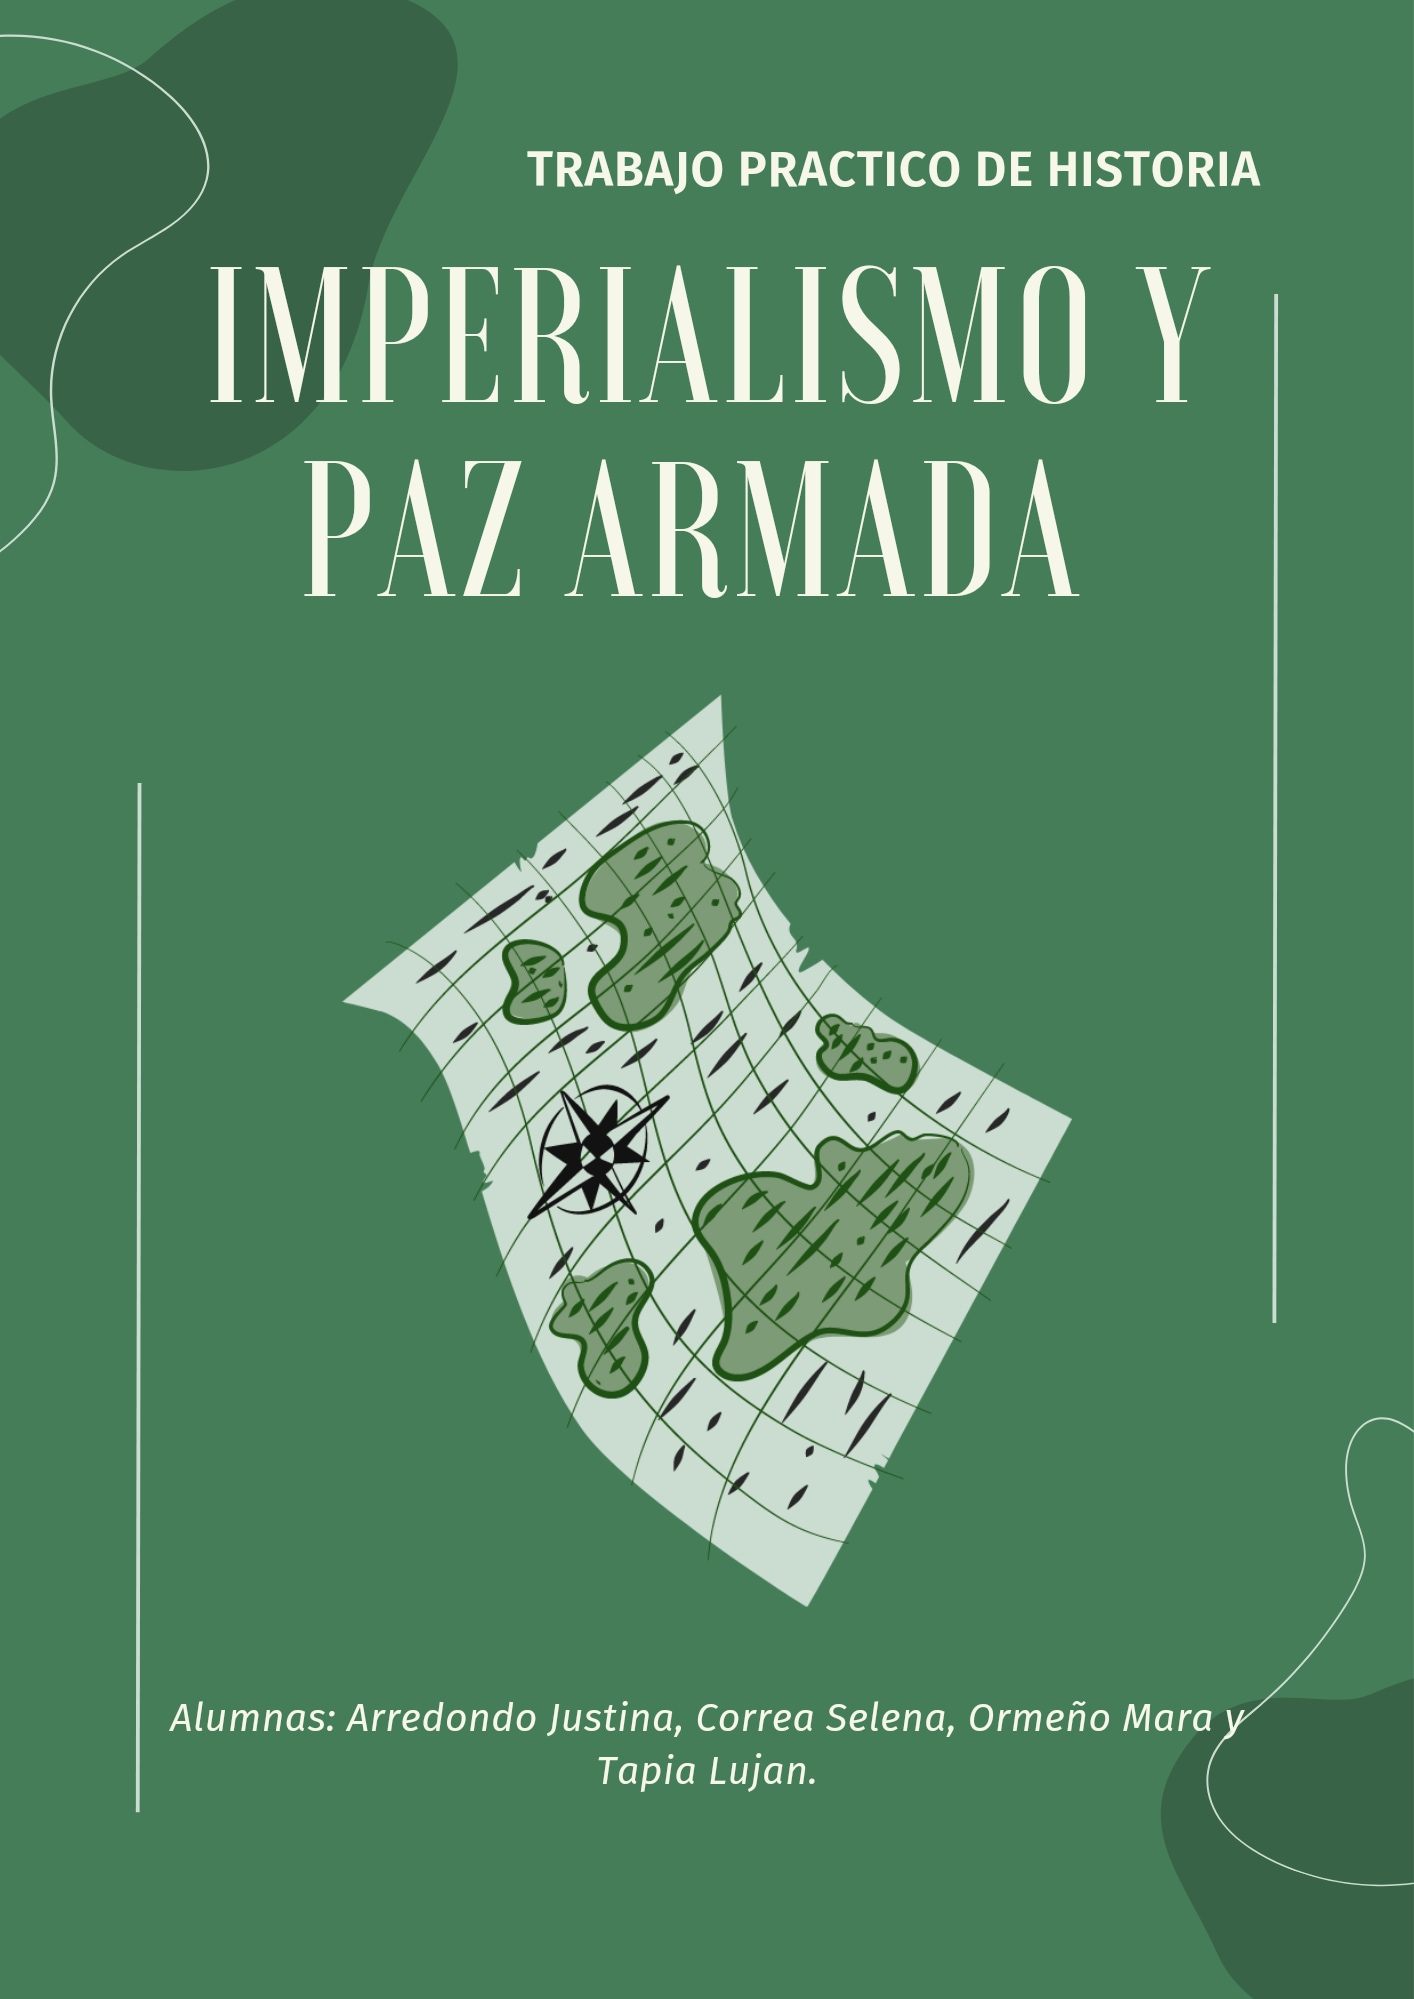 TRABAJO PRACTICO DE HISTORIA
IMPERIALISMO Y
PAZ ARMADA
Alumnas: Arredondo Justina, Correa Selena, Ormeño Mara y
Tapia Lujan.